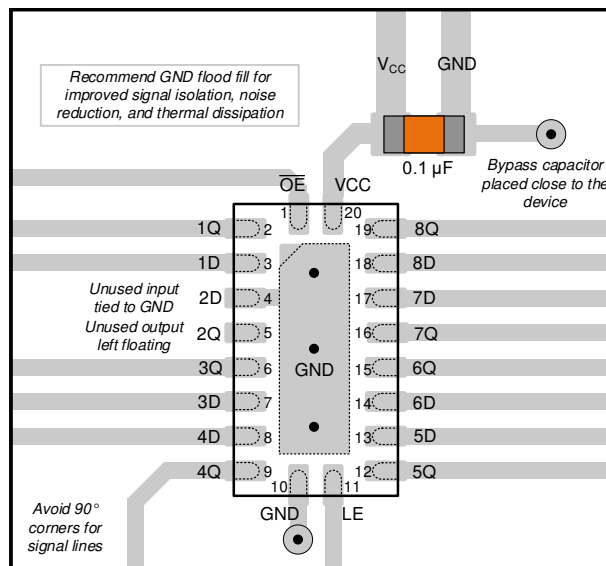 V_CC GND
Recommend GND flood fill for
improved signal isolation, noise
reduction, and thermal dissipation
0.1 µF
Bypass capacitor
placed close to the
device
O̅E̅ VCC
1 20
1Q 2 19 8Q
1D 3 18 8D
Unused input
tied to GND
2D 4 17 7D
Unused output
left floating
2Q 5 16 7Q
GND
3Q 6 15 6Q
3D 7 14 6D
4D 8 13 5D
4Q 9 12 5Q
10 11
GND LE
Avoid 90°
corners for
signal lines